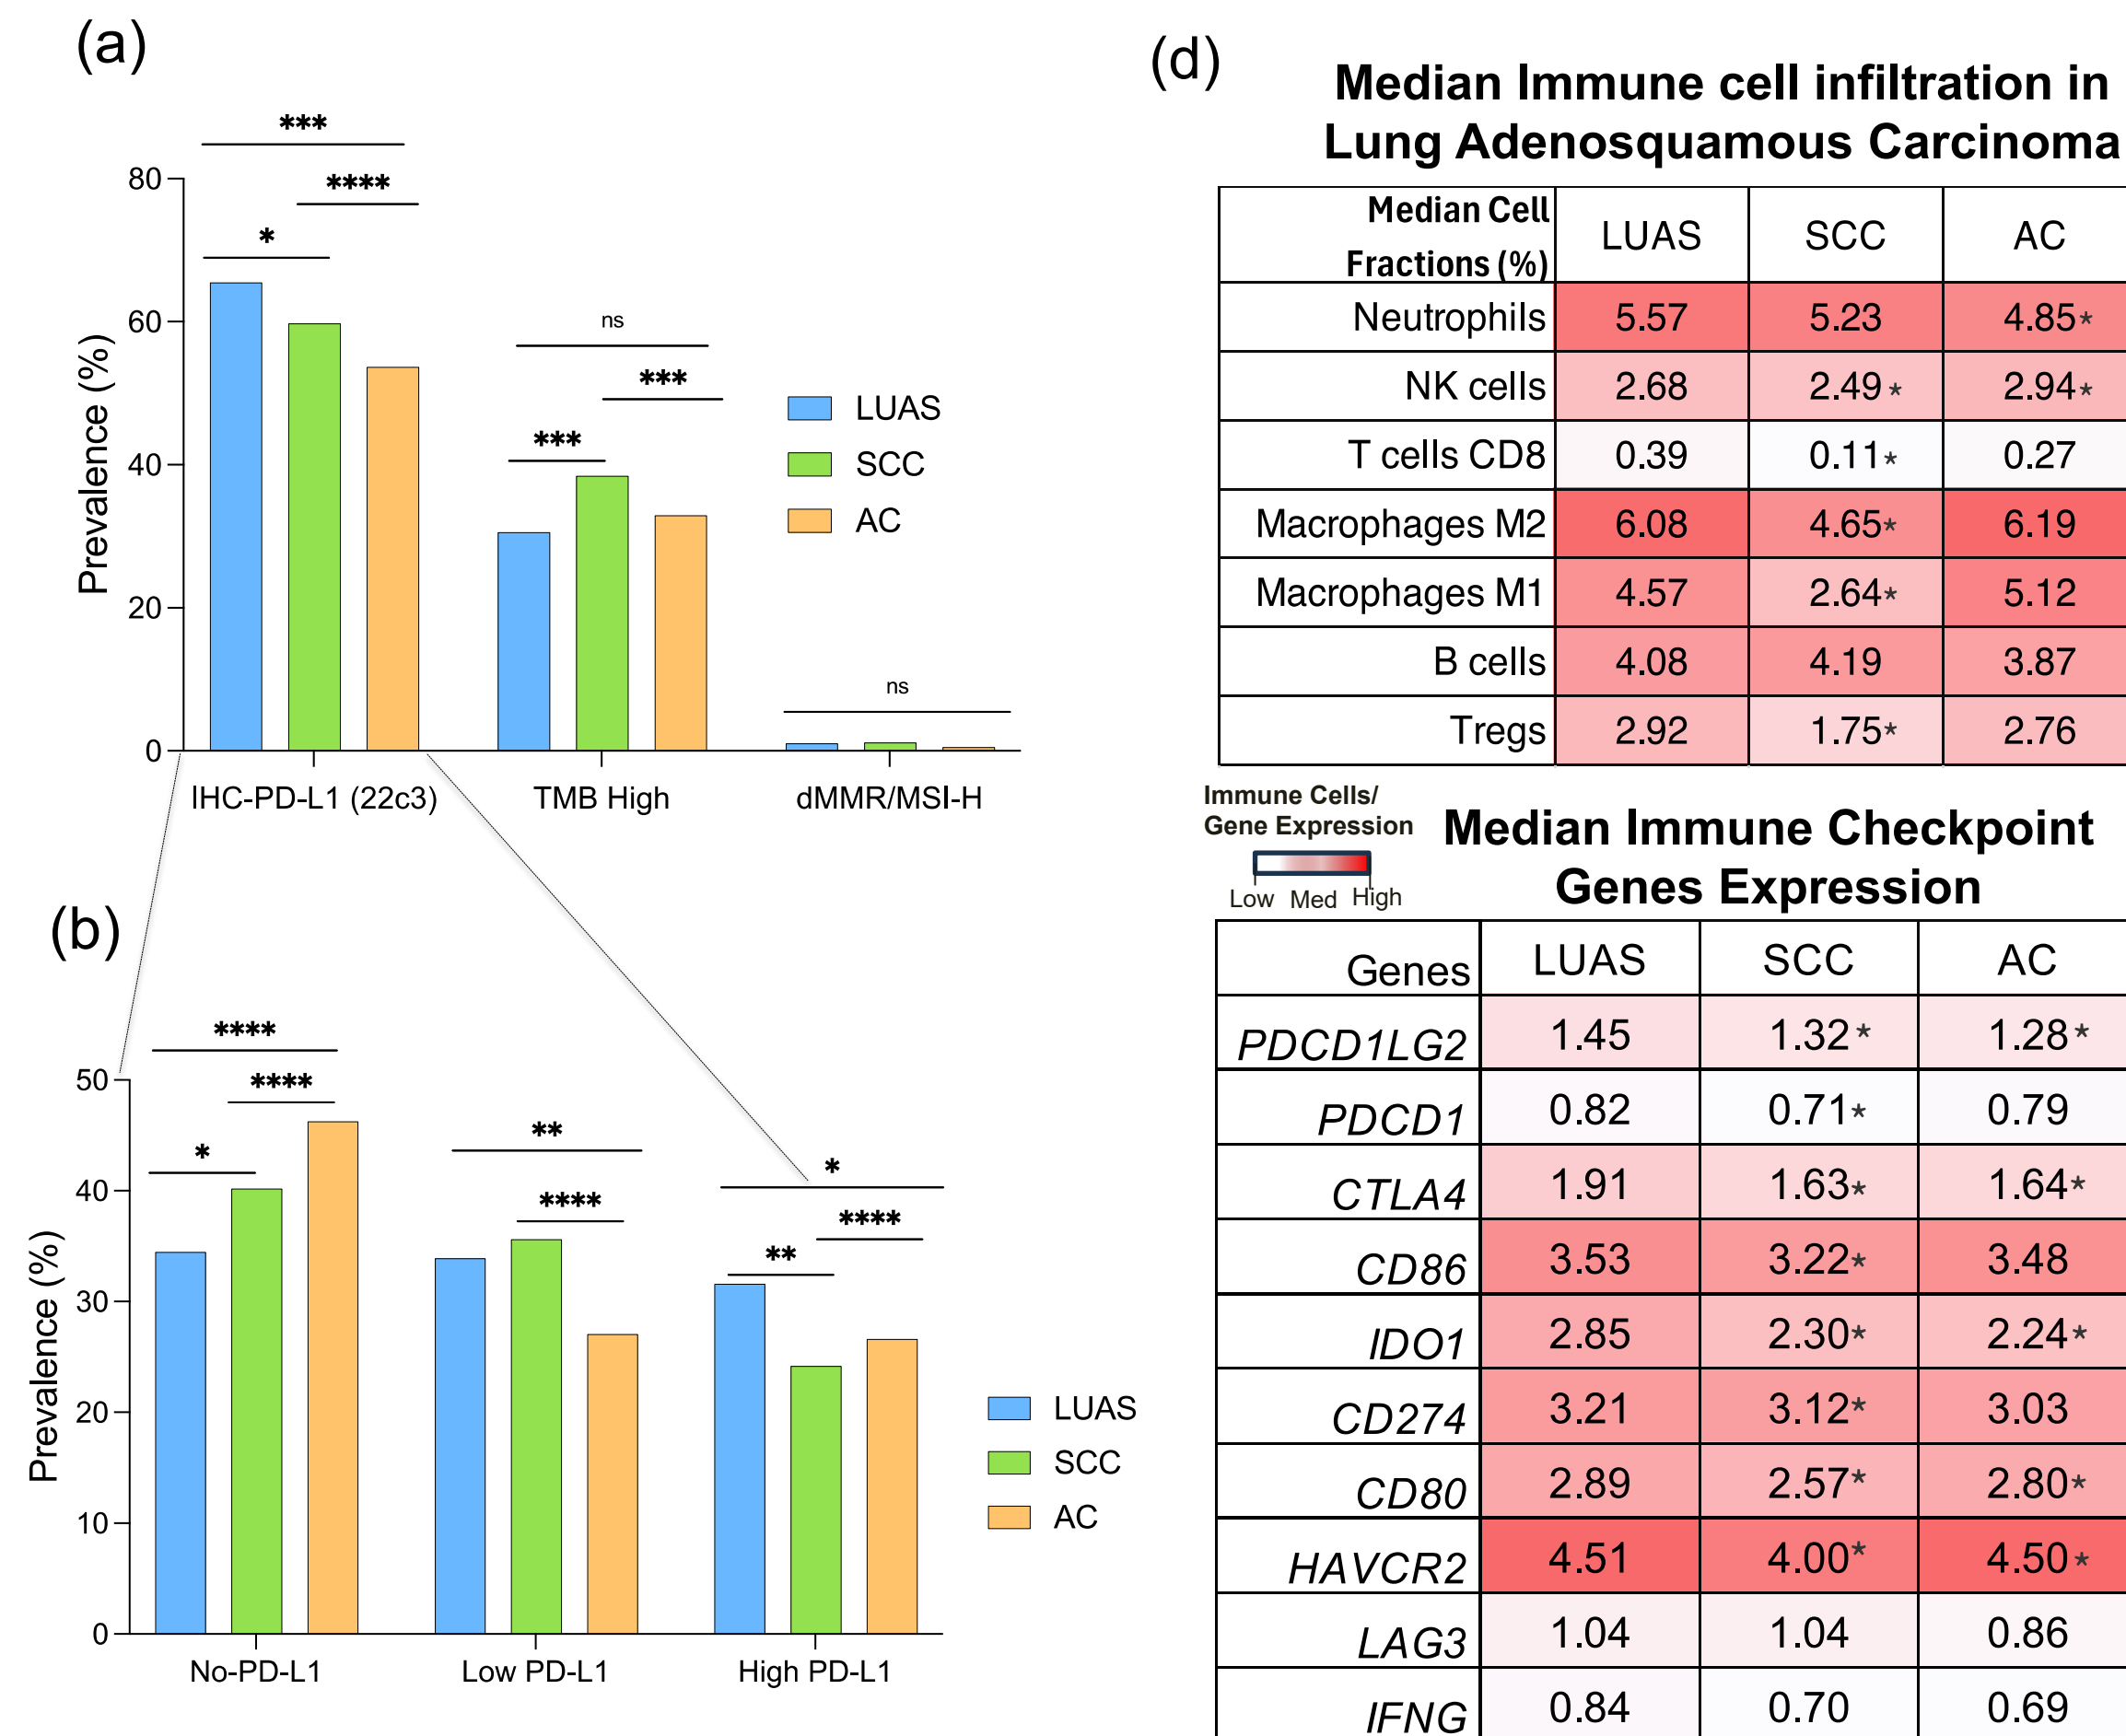 (a)
***
****
*
ns
***
***
ns
80
60
40
20
0
Prevalence (%)
LUAS
SCC
AC
IHC-PD-L1 (22c3)
TMB High
dMMR/MSI-H
(b)
****
****
*
**
****
*
****
**
50
40
30
20
10
0
Prevalence (%)
LUAS
SCC
AC
No-PD-L1
Low PD-L1
High PD-L1
(d)
Median Immune cell infiltration in
Lung Adenosquamous Carcinoma
Median Cell Fractions (%) LUAS SCC AC
Neutrophils 5.57 5.23 4.85*
NK cells 2.68 2.49* 2.94*
T cells CD8 0.39 0.11* 0.27
Macrophages M2 6.08 4.65* 6.19
Macrophages M1 4.57 2.64* 5.12
B cells 4.08 4.19 3.87
Tregs 2.92 1.75* 2.76
Immune Cells/
Gene Expression
Low Med High
Median Immune Checkpoint
Genes Expression
Genes LUAS SCC AC
PDCD1LG2 1.45 1.32* 1.28*
PDCD1 0.82 0.71* 0.79
CTLA4 1.91 1.63* 1.64*
CD86 3.53 3.22* 3.48
IDO1 2.85 2.30* 2.24*
CD274 3.21 3.12* 3.03
CD80 2.89 2.57* 2.80*
HAVCR2 4.51 4.00* 4.50*
LAG3 1.04 1.04 0.86
IFNG 0.84 0.70 0.69